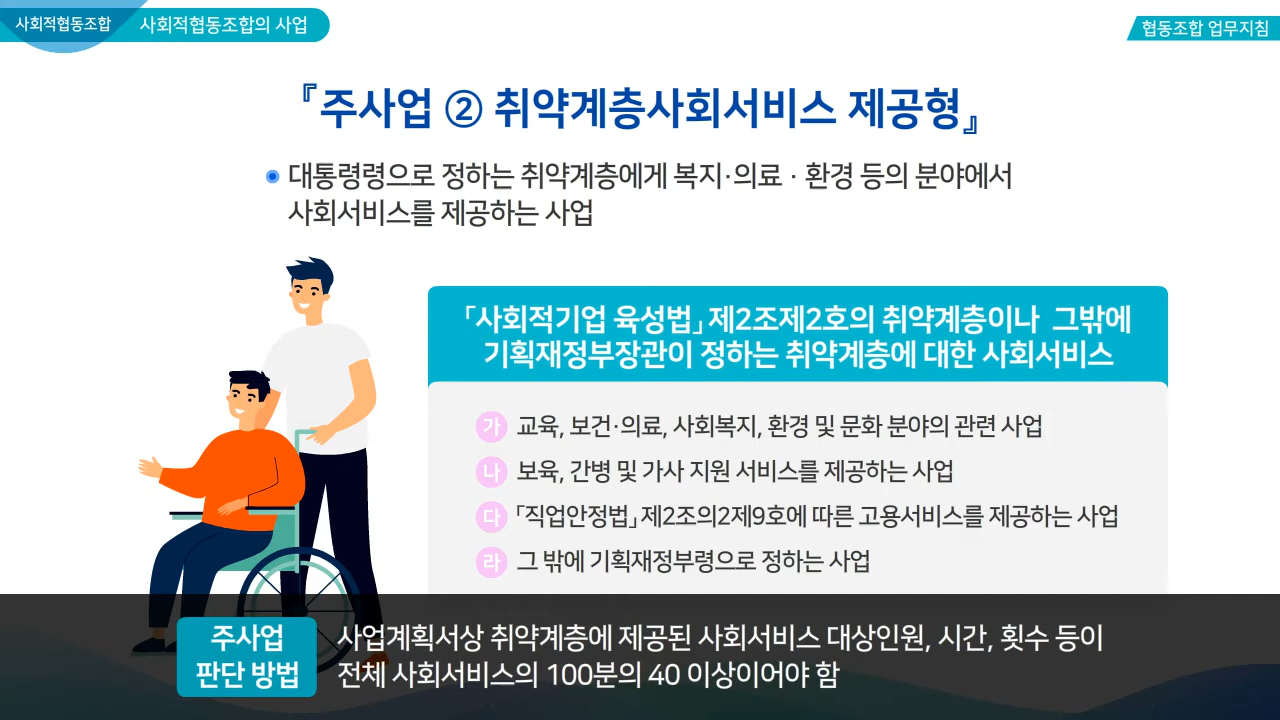 사회적협동조합
사회적협동조합의 사업
협동조합 업무지침
『주사업 ② 취약계층사회서비스 제공형』
대통령령으로 정하는 취약계층에게 복지·의료 · 환경 등의 분야에서
사회서비스를 제공하는 사업
「사회적기업 육성법」 제2조제2호의 취약계층이나 그밖에
기획재정부장관이 정하는 취약계층에 대한 사회서비스
가 교육, 보건·의료, 사회복지, 환경 및 문화 분야의 관련 사업
나 보육, 간병 및 가사 지원 서비스를 제공하는 사업
다 「직업안정법」 제2조의2제9호에 따른 고용서비스를 제공하는 사업
라 그 밖에 기획재정부령으로 정하는 사업
주사업
판단 방법
사업계획서상 취약계층에 제공된 사회서비스 대상인원, 시간, 횟수 등이
전체 사회서비스의 100분의 40 이상이어야 함